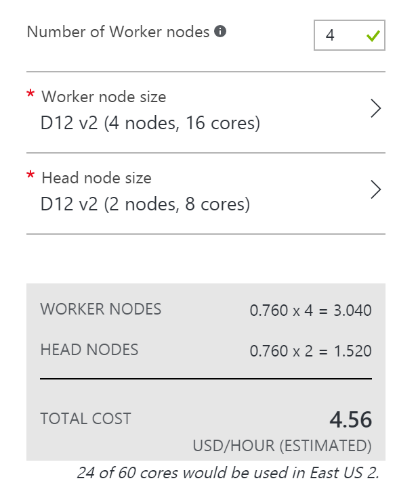 Number of Worker nodes
4
* Worker node size
D12 v2 (4 nodes, 16 cores)
* Head node size
D12 v2 (2 nodes, 8 cores)
WORKER NODES 0.760 x 4 = 3.040
HEAD NODES 0.760 x 2 = 1.520
TOTAL COST 4.56
USD/HOUR (ESTIMATED)
24 of 60 cores would be used in East US 2.